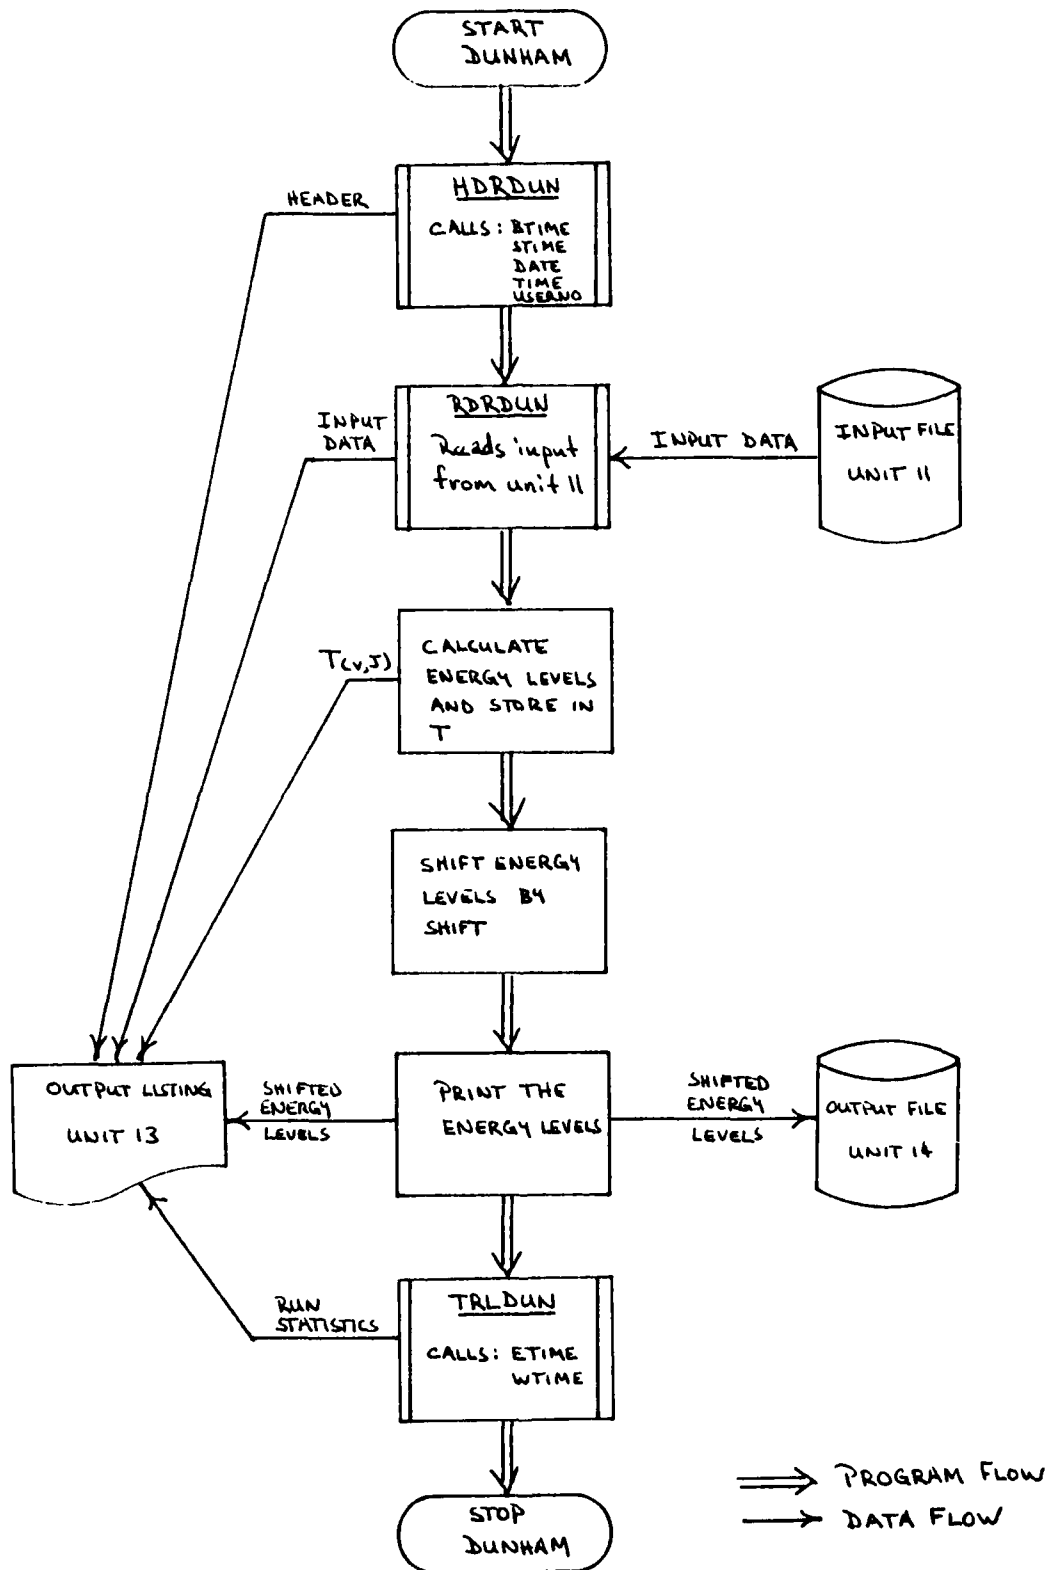 START
DUNHAM
HDRDUN
CALLS: BTIME
STIME
DATE
TIME
USERNO
HEADER
RDRDUN
Reads input
from unit 11
INPUT
DATA
INPUT DATA
INPUT FILE
UNIT 11
CALCULATE
ENERGY LEVELS
AND STORE IN
T
T(v,J)
SHIFT ENERGY
LEVELS BY
SHIFT
OUTPUT LISTING
UNIT 13
SHIFTED
ENERGY
LEVELS
PRINT THE
ENERGY LEVELS
SHIFTED
ENERGY
LEVELS
OUTPUT FILE
UNIT 14
RUN
STATISTICS
TRLDUN
CALLS: ETIME
WTIME
STOP
DUNHAM
PROGRAM FLOW
DATA FLOW